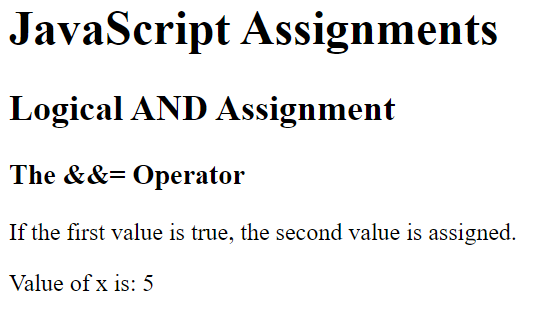 JavaScript Assignments
Logical AND Assignment
The &&= Operator
If the first value is true, the second value is assigned.
Value of x is: 5